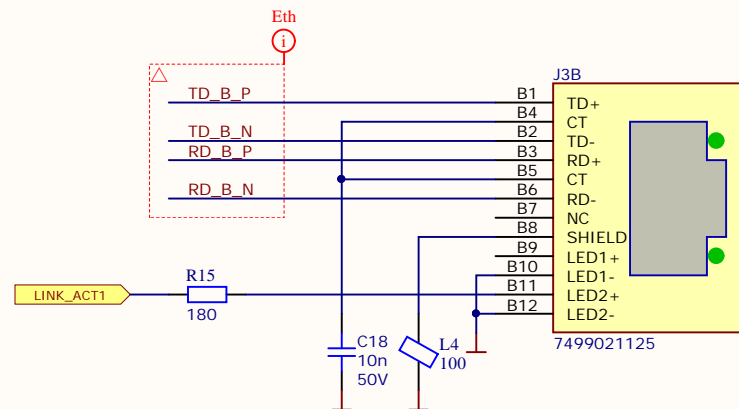 Eth
i
J3B
TD_B_P B1 TD+
B4 CT
TD_B_N B2 TD-
RD_B_P B3 RD+
B5 CT
RD_B_N B6 RD-
B7 NC
B8 SHIELD
B9 LED1+
B10 LED1-
LINK_ACT1 R15 180 B11 LED2+
B12 LED2-
7499021125
C18
10n
50V
L4
100